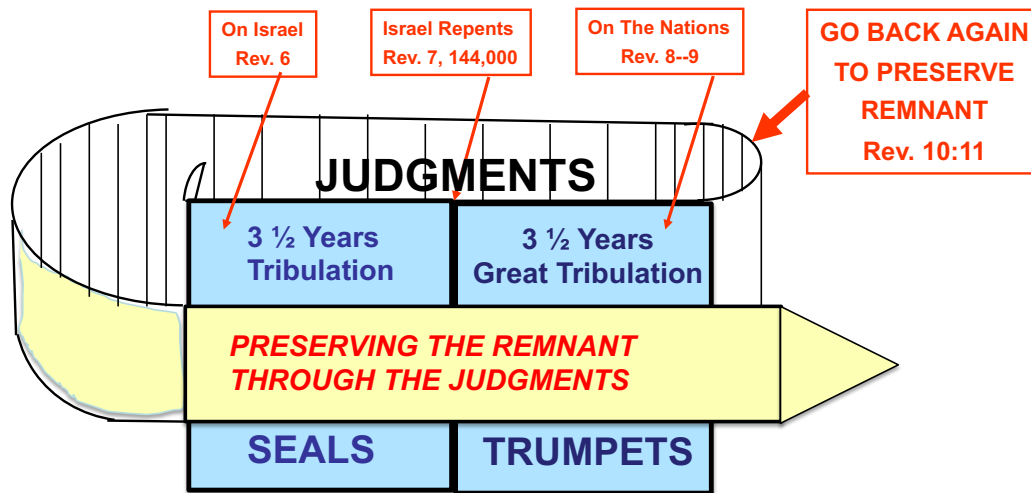 On Israel
Rev. 6
Israel Repents
Rev. 7, 144,000
On The Nations
Rev. 8--9
GO BACK AGAIN
TO PRESERVE
REMNANT
Rev. 10:11
JUDGMENTS
3 ½ Years
Tribulation
3 ½ Years
Great Tribulation
PRESERVING THE REMNANT
THROUGH THE JUDGMENTS
SEALS
TRUMPETS